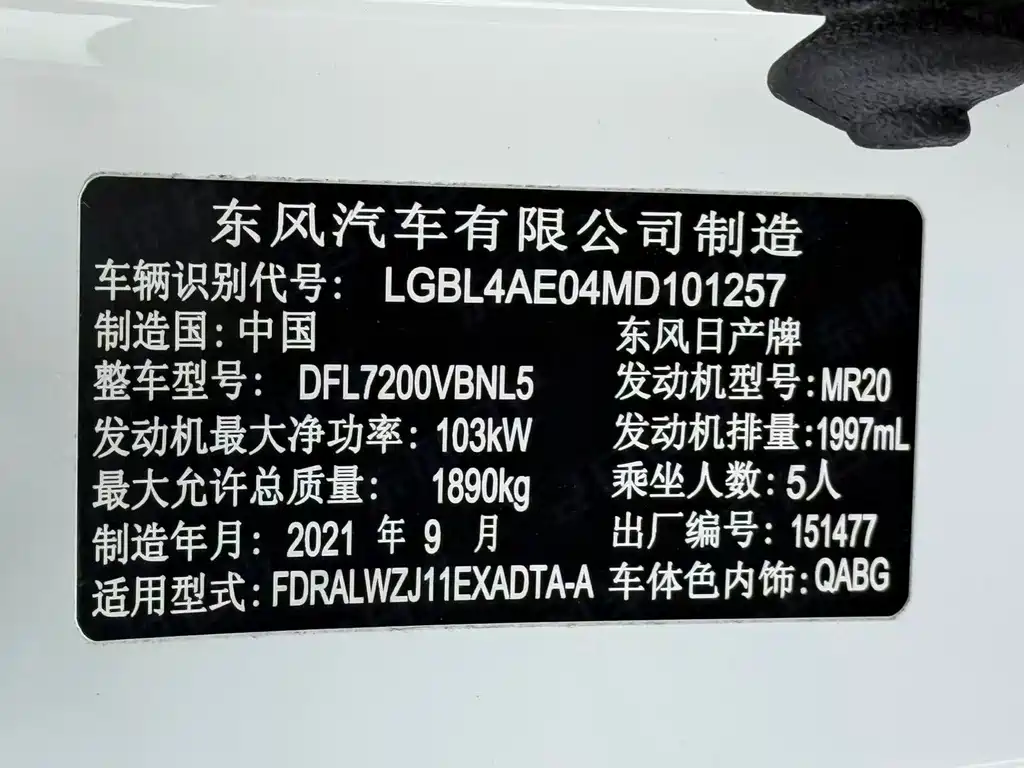 东风汽车有限公司制造
车辆识别代号: LGBL4AE04MD101257
制造国:中国 东风日产牌
整车型号: DFL7200VBNL5 发动机型号:MR20
发动机最大净功率: 103kW 发动机排量:1997mL
最大允许总质量: 1890kg 乘坐人数:5人
制造年月: 2021 年 9 月 出厂编号: 151477
适用型式:FDRALWZJ11EXADTA-A 车体色内饰:QABG